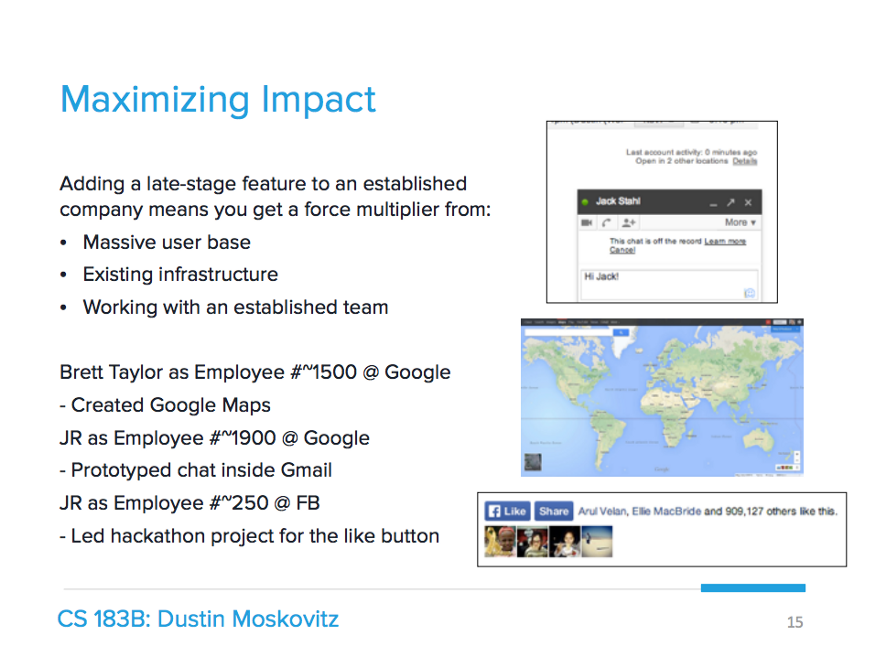 Maximizing Impact
Adding a late-stage feature to an established
company means you get a force multiplier from:
• Massive user base
• Existing infrastructure
• Working with an established team
Brett Taylor as Employee #~1500 @ Google
- Created Google Maps
JR as Employee #~1900 @ Google
- Prototyped chat inside Gmail
JR as Employee #~250 @ FB
- Led hackathon project for the like button
Last account activity: 0 minutes ago
Open in 2 other locations Details
Jack Stahl
More
This chat is off the record Learn more
Cancel
Hi Jack!
Google
Like Share Arul Velan, Ellie MacBride and 909,127 others like this.
CS 183B: Dustin Moskovitz
15